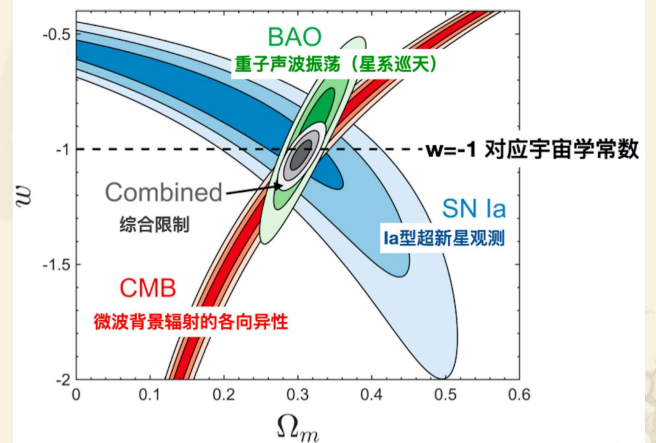 -0.5
BAO
重子声波振荡（星系巡天）
-1
w=-1 对应宇宙学常数
w
Combined
综合限制
SN Ia
Ia型超新星观测
-1.5
CMB
微波背景辐射的各向异性
-2
0 0.1 0.2 0.3 0.4 0.5 0.6
Ωm